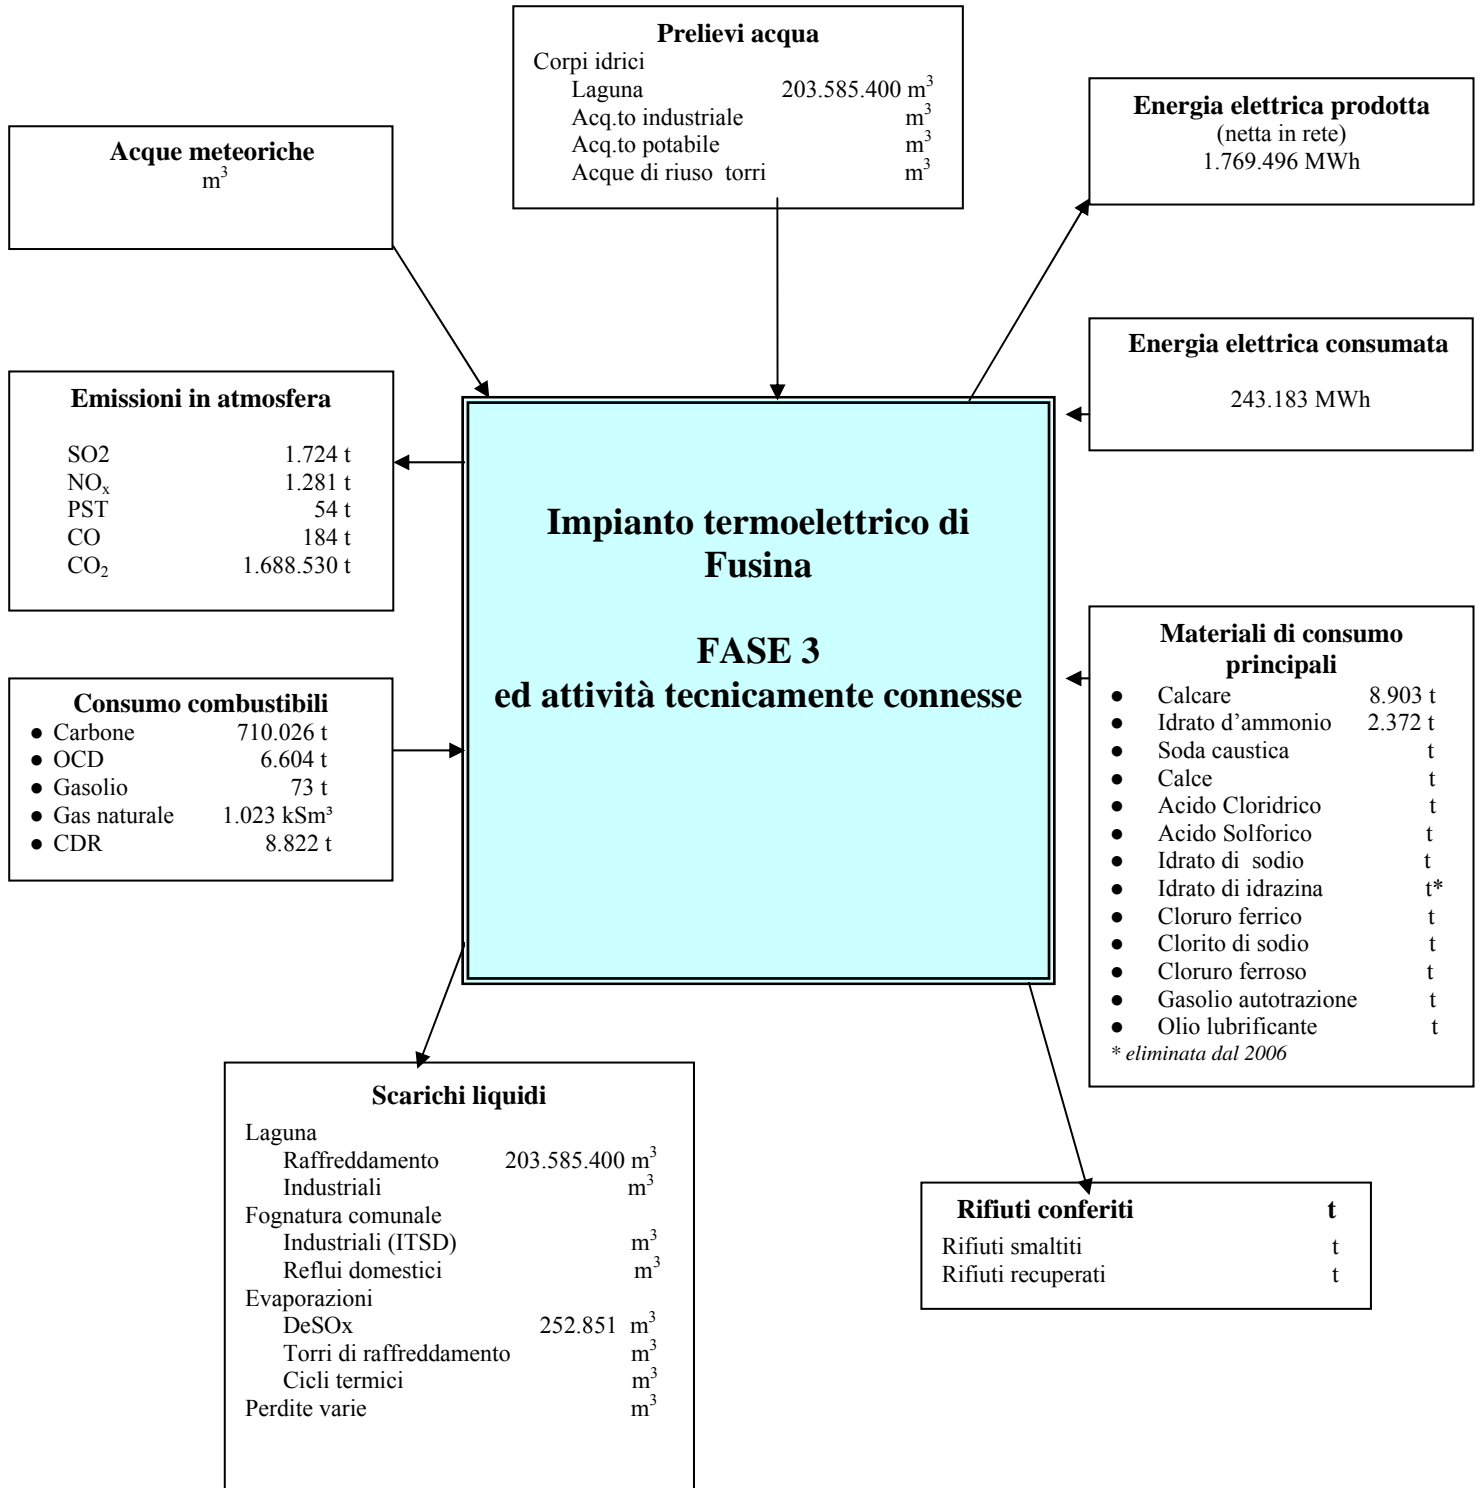 Prelievi acqua
Corpi idrici
Laguna 203.585.400 m³
Acq.to industriale m³
Acq.to potabile m³
Acque di riuso torri m³
Energia elettrica prodotta
(netta in rete)
1.769.496 MWh
Acque meteoriche
m³
Energia elettrica consumata
243.183 MWh
Emissioni in atmosfera
SO2 1.724 t
NOₓ 1.281 t
PST 54 t
CO 184 t
CO₂ 1.688.530 t
Impianto termoelettrico di
Fusina
FASE 3
ed attività tecnicamente connesse
Consumo combustibili
● Carbone 710.026 t
● OCD 6.604 t
● Gasolio 73 t
● Gas naturale 1.023 kSm³
● CDR 8.822 t
Materiali di consumo
principali
● Calcare 8.903 t
● Idrato d’ammonio 2.372 t
● Soda caustica t
● Calce t
● Acido Cloridrico t
● Acido Solforico t
● Idrato di sodio t
● Idrato di idrazina t*
● Cloruro ferrico t
● Clorito di sodio t
● Cloruro ferroso t
● Gasolio autotrazione t
● Olio lubrificante t
* eliminata dal 2006
Scarichi liquidi
Laguna
Raffreddamento 203.585.400 m³
Industriali m³
Fognatura comunale
Industriali (ITSD) m³
Reflui domestici m³
Evaporazioni
DeSOx 252.851 m³
Torri di raffreddamento m³
Cicli termici m³
Perdite varie m³
Rifiuti conferiti t
Rifiuti smaltiti t
Rifiuti recuperati t